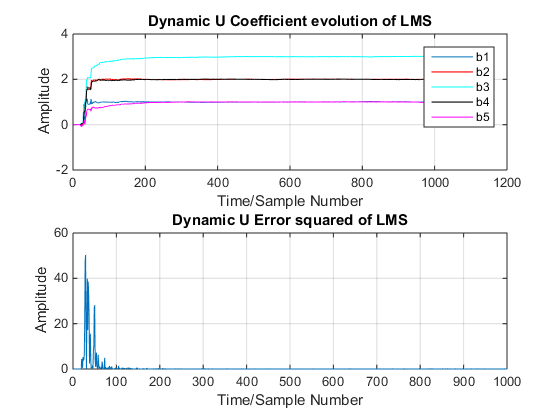 Dynamic U Coefficient evolution of LMS
4
2
0
-2
Amplitude
b1
b2
b3
b4
b5
0 200 400 600 800 1000 1200
Time/Sample Number
Dynamic U Error squared of LMS
60
40
20
0
Amplitude
0 100 200 300 400 500 600 700 800 900 1000
Time/Sample Number